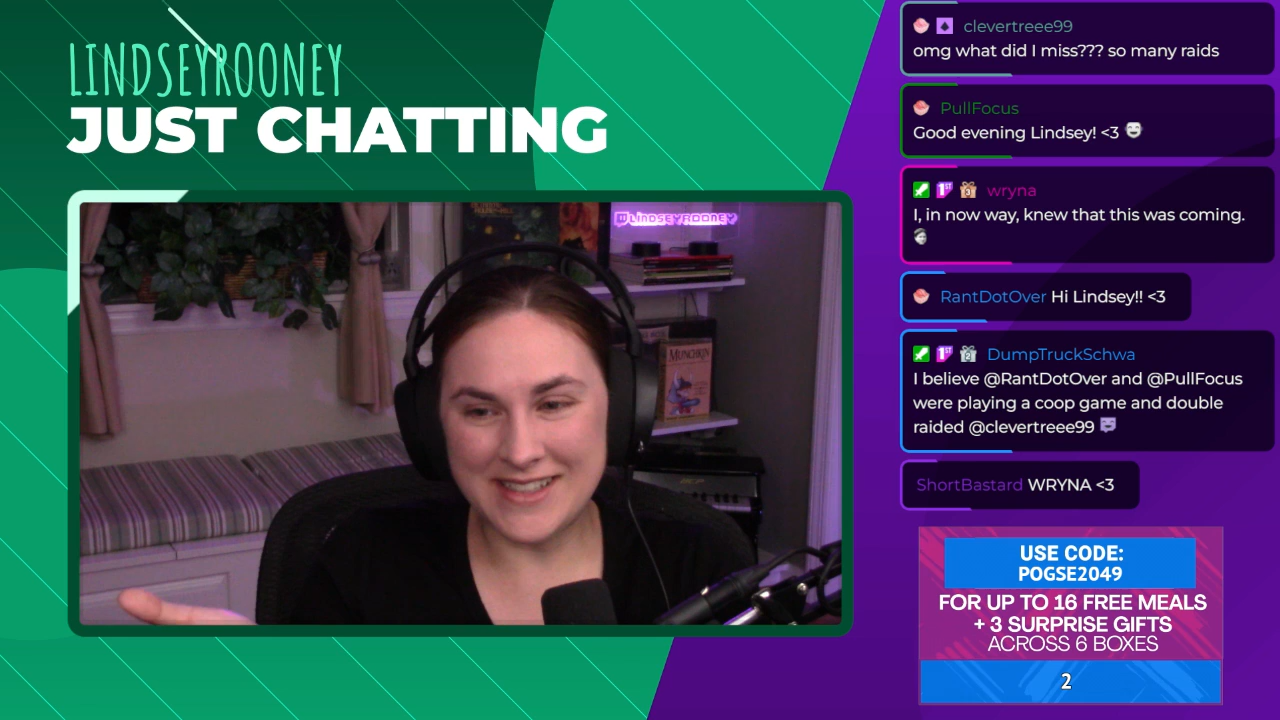 LINDSEYROONEY
JUST CHATTING
LINDSEYROONEY
MUNCHKIN
clevertreee99
omg what did I miss??? so many raids
PullFocus
Good evening Lindsey! <3
wryna
I, in now way, knew that this was coming.
RantDotOver Hi Lindsey!! <3
DumpTruckSchwa
I believe @RantDotOver and @PullFocus
were playing a coop game and double
raided @clevertreee99
ShortBastard WRYNA <3
USE CODE:
POGSE2049
FOR UP TO 16 FREE MEALS
+ 3 SURPRISE GIFTS
ACROSS 6 BOXES
2